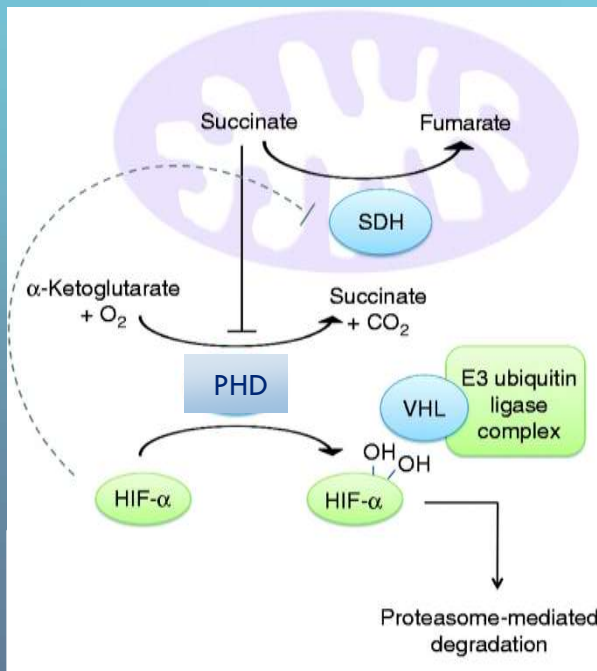 Succinate
Fumarate
SDH
α-Ketoglutarate
+ O₂
Succinate
+ CO₂
PHD
VHL
E3 ubiquitin
ligase
complex
OH
OH
HIF-α
HIF-α
Proteasome-mediated
degradation